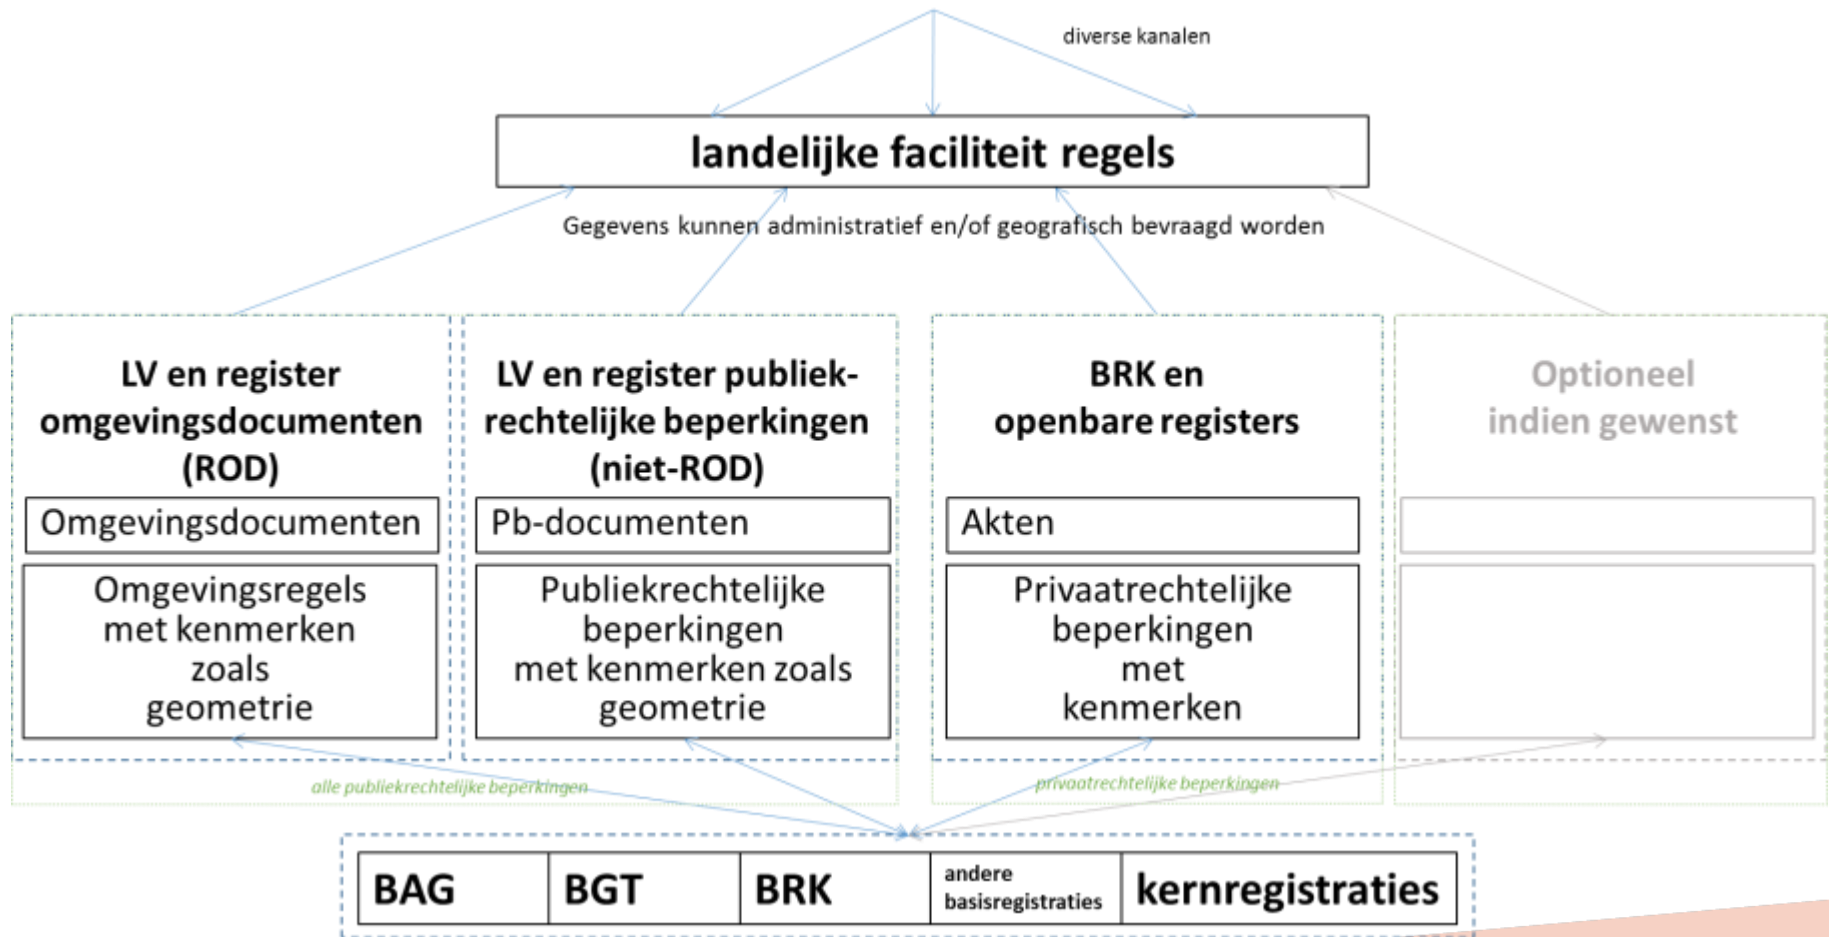 diverse kanalen
landelijke faciliteit regels
Gegevens kunnen administratief en/of geografisch bevraagd worden
LV en register
omgevingsdocumenten
(ROD)
Omgevingsdocumenten
Omgevingsregels
met kenmerken
zoals
geometrie
LV en register publiek-
rechtelijke beperkingen
(niet-ROD)
Pb-documenten
Publiekrechtelijke
beperkingen
met kenmerken zoals
geometrie
alle publiekrechtelijke beperkingen
BRK en
openbare registers
Akten
Privaatrechtelijke
beperkingen
met
kenmerken
privaatrechtelijke beperkingen
Optioneel
indien gewenst
BAG
BGT
BRK
andere
basisregistraties
kernregistraties